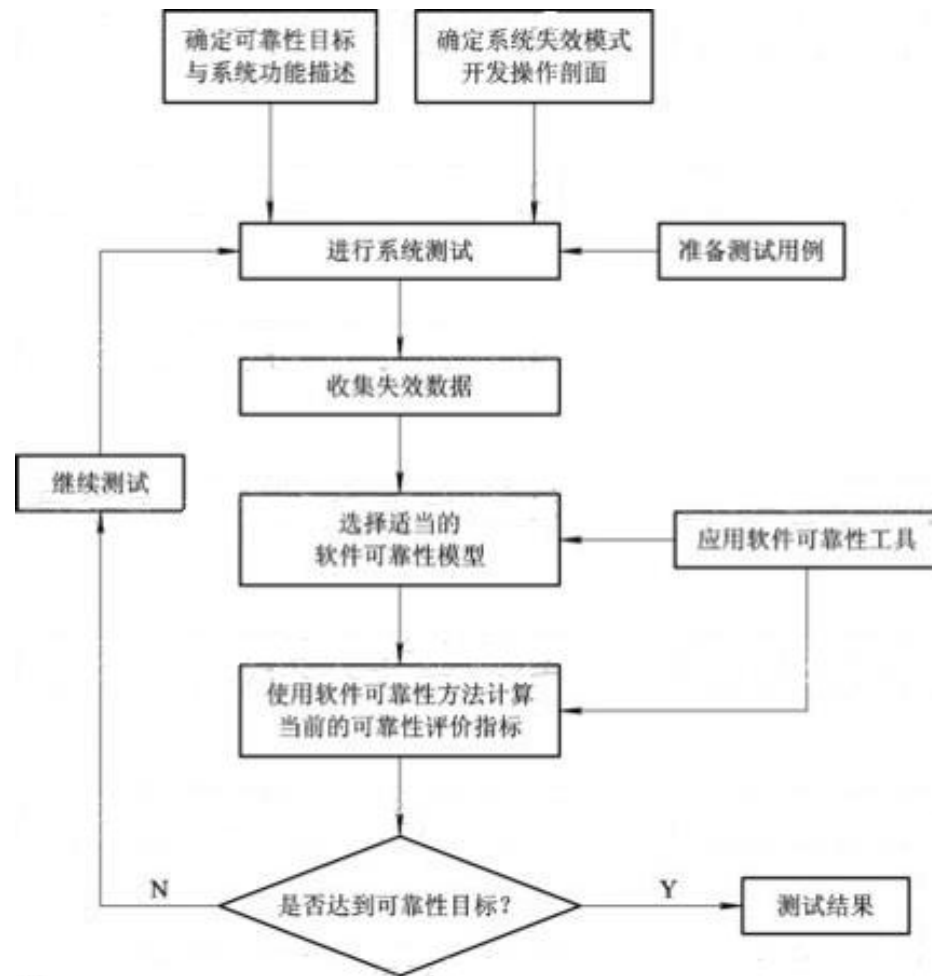 确定可靠性目标
与系统功能描述
确定系统失效模式
开发操作剖面
进行系统测试
准备测试用例
收集失效数据
继续测试
选择适当的
软件可靠性模型
应用软件可靠性工具
使用软件可靠性方法计算
当前的可靠性评价指标
N
是否达到可靠性目标？
Y
测试结果